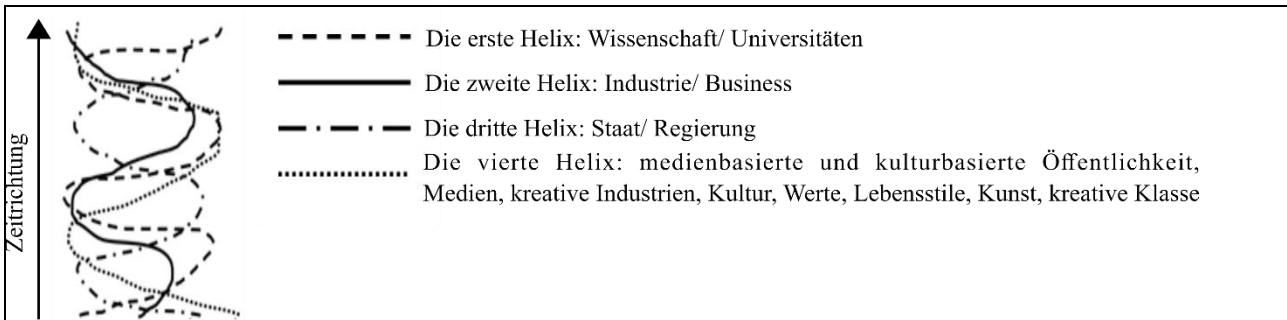 Zeitrichtung
Die erste Helix: Wissenschaft/ Universitäten
Die zweite Helix: Industrie/ Business
Die dritte Helix: Staat/ Regierung
Die vierte Helix: medienbasierte und kulturbasierte Öffentlichkeit,
Medien, kreative Industrien, Kultur, Werte, Lebensstile, Kunst, kreative Klasse